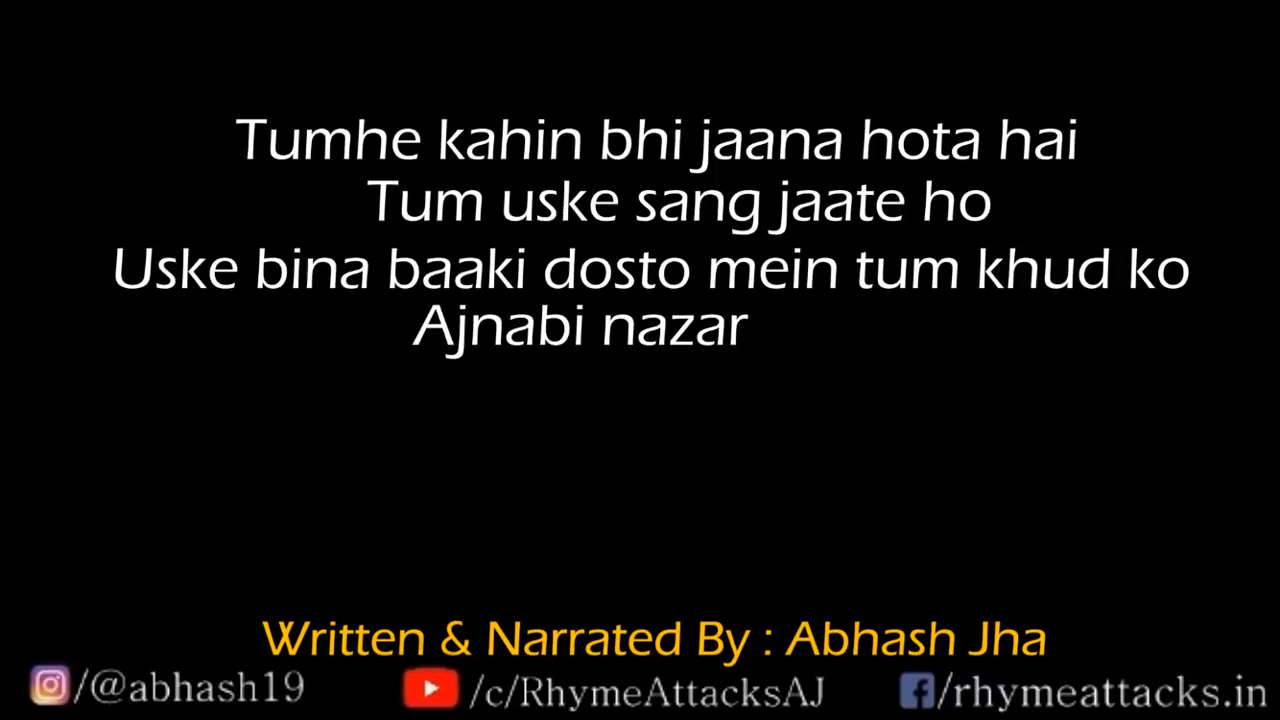 Tumhe kahin bhi jaana hota hai
Tum uske sang jaate ho
Uske bina baaki dosto mein tum khud ko
Ajnabi nazar
Written & Narrated By : Abhash Jha
/@abhash19 /c/RhymeAttacksAJ /rhymeattacks.in